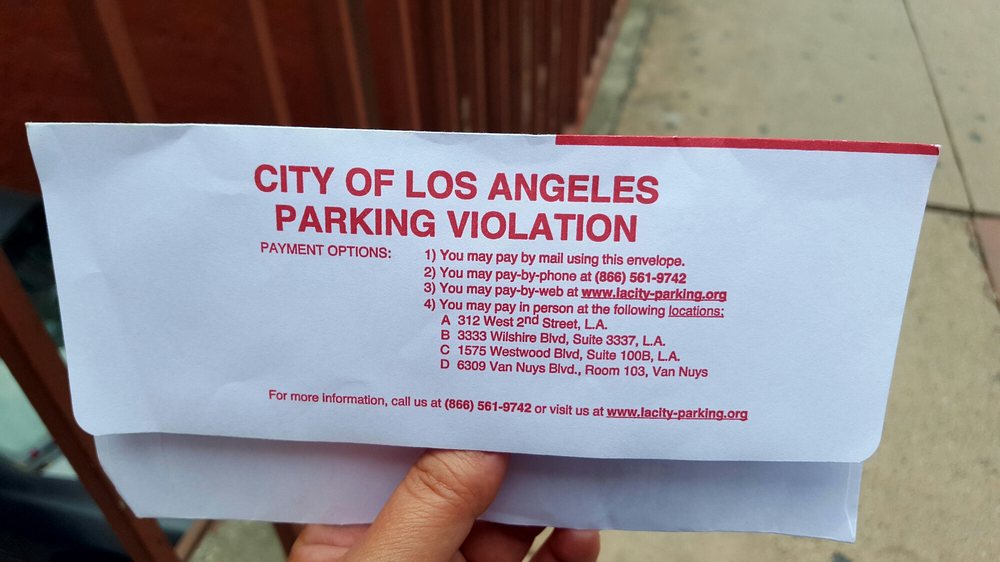 CITY OF LOS ANGELES
PARKING VIOLATION
PAYMENT OPTIONS: 1) You may pay by mail using this envelope.
2) You may pay-by-phone at (866) 561-9742
3) You may pay-by-web at www.lacity-parking.org
4) You may pay in person at the following locations:
A 312 West 2nd Street, L.A.
B 3333 Wilshire Blvd, Suite 3337, L.A.
C 1575 Westwood Blvd, Suite 100B, L.A.
D 6309 Van Nuys Blvd., Room 103, Van Nuys
For more information, call us at (866) 561-9742 or visit us at www.lacity-parking.org